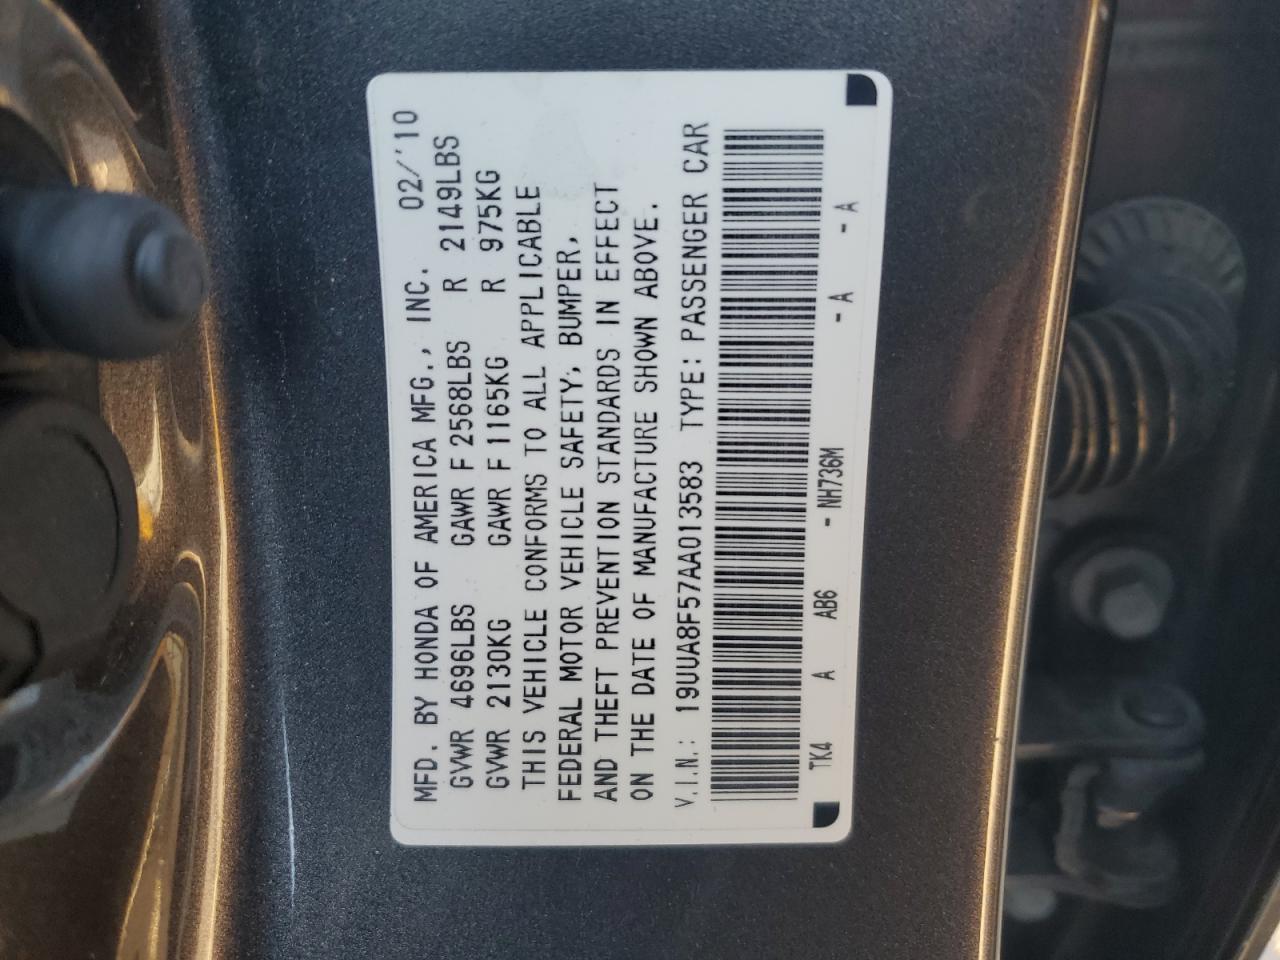 MFD. BY HONDA OF AMERICA MFG., INC. 02/'10
GVWR 4696LBS GAWR F 2568LBS R 2149LBS
GVWR 2130KG GAWR F 1165KG R 975KG
THIS VEHICLE CONFORMS TO ALL APPLICABLE
FEDERAL MOTOR VEHICLE SAFETY, BUMPER,
AND THEFT PREVENTION STANDARDS IN EFFECT
ON THE DATE OF MANUFACTURE SHOWN ABOVE.
V.I.N.: 19UUA8F57AA013583 TYPE: PASSENGER CAR
TK4 A AB6 - NH736M - A - A